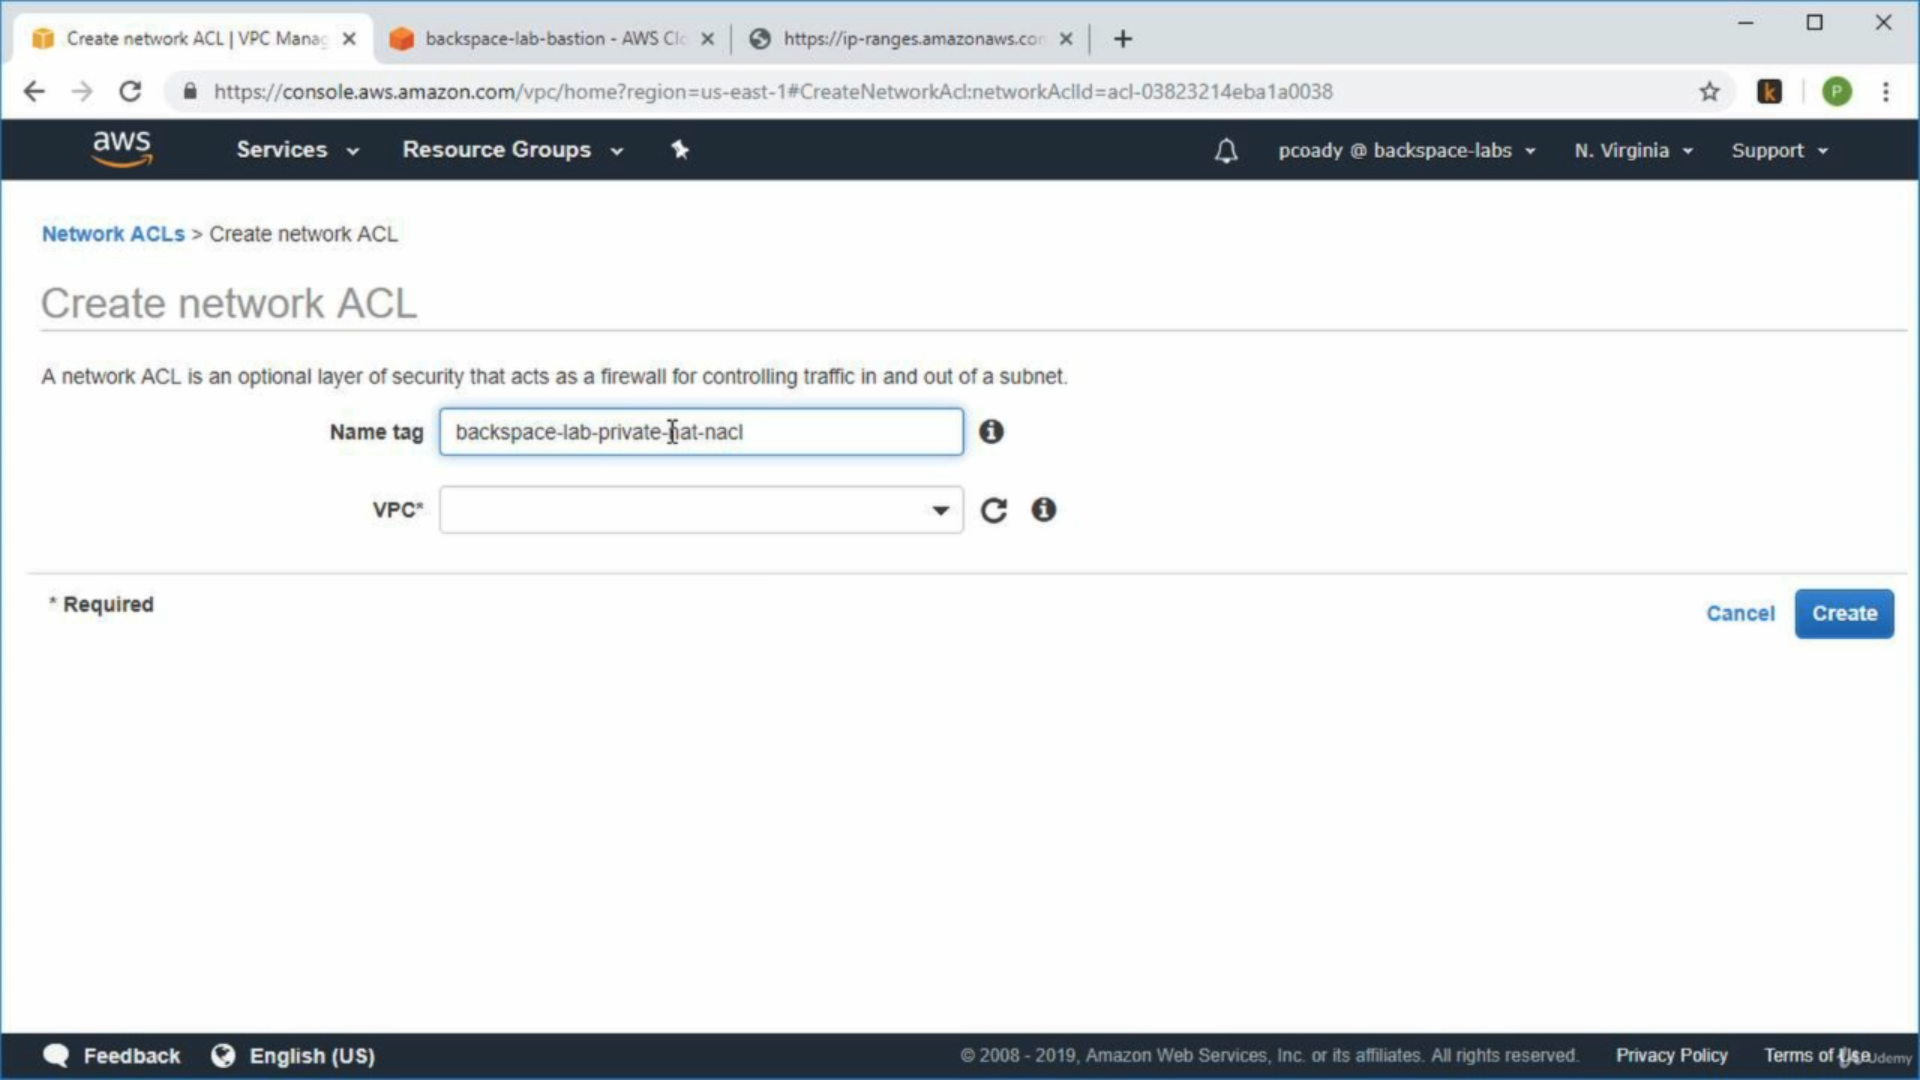 Create network ACL | VPC Manag
backspace-lab-bastion - AWS Clo
https://ip-ranges.amazonaws.com
https://console.aws.amazon.com/vpc/home?region=us-east-1#CreateNetworkAcl:networkAclId=acl-03823214eba1a0038
k
P
aws
Services
Resource Groups
pcoady @ backspace-labs
N. Virginia
Support
Network ACLs > Create network ACL
Create network ACL
A network ACL is an optional layer of security that acts as a firewall for controlling traffic in and out of a subnet.
Name tag
backspace-lab-private-nat-nacl
VPC*
* Required
Cancel
Create
Feedback
English (US)
© 2008 - 2019, Amazon Web Services, Inc. or its affiliates. All rights reserved.
Privacy Policy
Terms of Use
Udemy